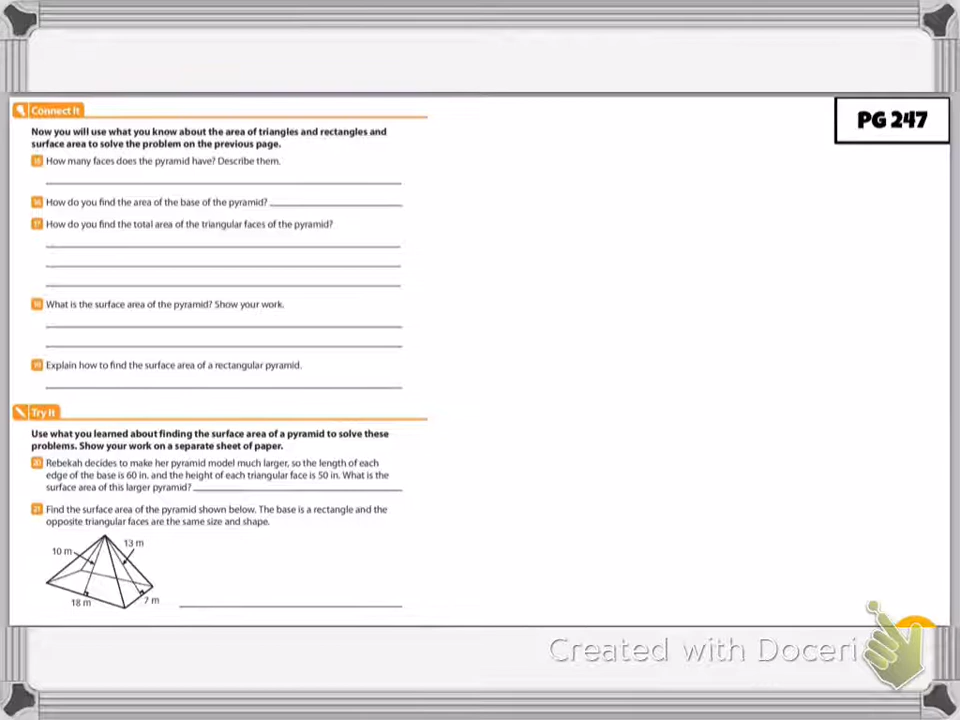 Connect It
PG 247
Now you will use what you know about the area of triangles and rectangles and
surface area to solve the problem on the previous page.
15 How many faces does the pyramid have? Describe them.
16 How do you find the area of the base of the pyramid?
17 How do you find the total area of the triangular faces of the pyramid?
18 What is the surface area of the pyramid? Show your work.
19 Explain how to find the surface area of a rectangular pyramid.
Try It
Use what you learned about finding the surface area of a pyramid to solve these
problems. Show your work on a separate sheet of paper.
20 Rebekah decides to make her pyramid model much larger, so the length of each
edge of the base is 60 in. and the height of each triangular face is 50 in. What is the
surface area of this larger pyramid?
21 Find the surface area of the pyramid shown below. The base is a rectangle and the
opposite triangular faces are the same size and shape.
10 m
13 m
18 m
7 m
Created with Doceri